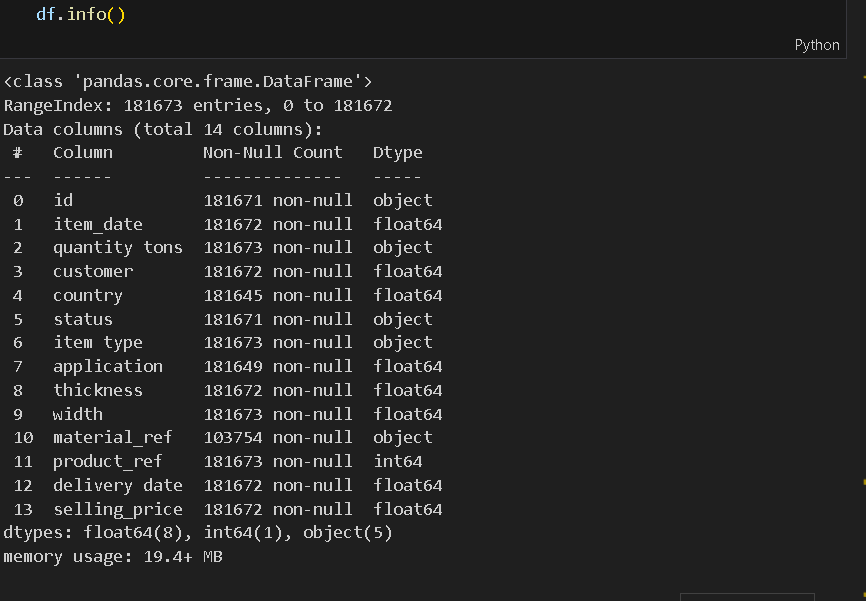 df.info()
Python
<class 'pandas.core.frame.DataFrame'>
RangeIndex: 181673 entries, 0 to 181672
Data columns (total 14 columns):
 #   Column         Non-Null Count   Dtype
---  ------         --------------   -----
 0   id             181671 non-null  object
 1   item_date      181672 non-null  float64
 2   quantity tons  181673 non-null  object
 3   customer       181672 non-null  float64
 4   country        181645 non-null  float64
 5   status         181671 non-null  object
 6   item type      181673 non-null  object
 7   application    181649 non-null  float64
 8   thickness      181672 non-null  float64
 9   width          181673 non-null  float64
 10  material_ref   103754 non-null  object
 11  product_ref    181673 non-null  int64
 12  delivery date  181672 non-null  float64
 13  selling_price  181672 non-null  float64
dtypes: float64(8), int64(1), object(5)
memory usage: 19.4+ MB